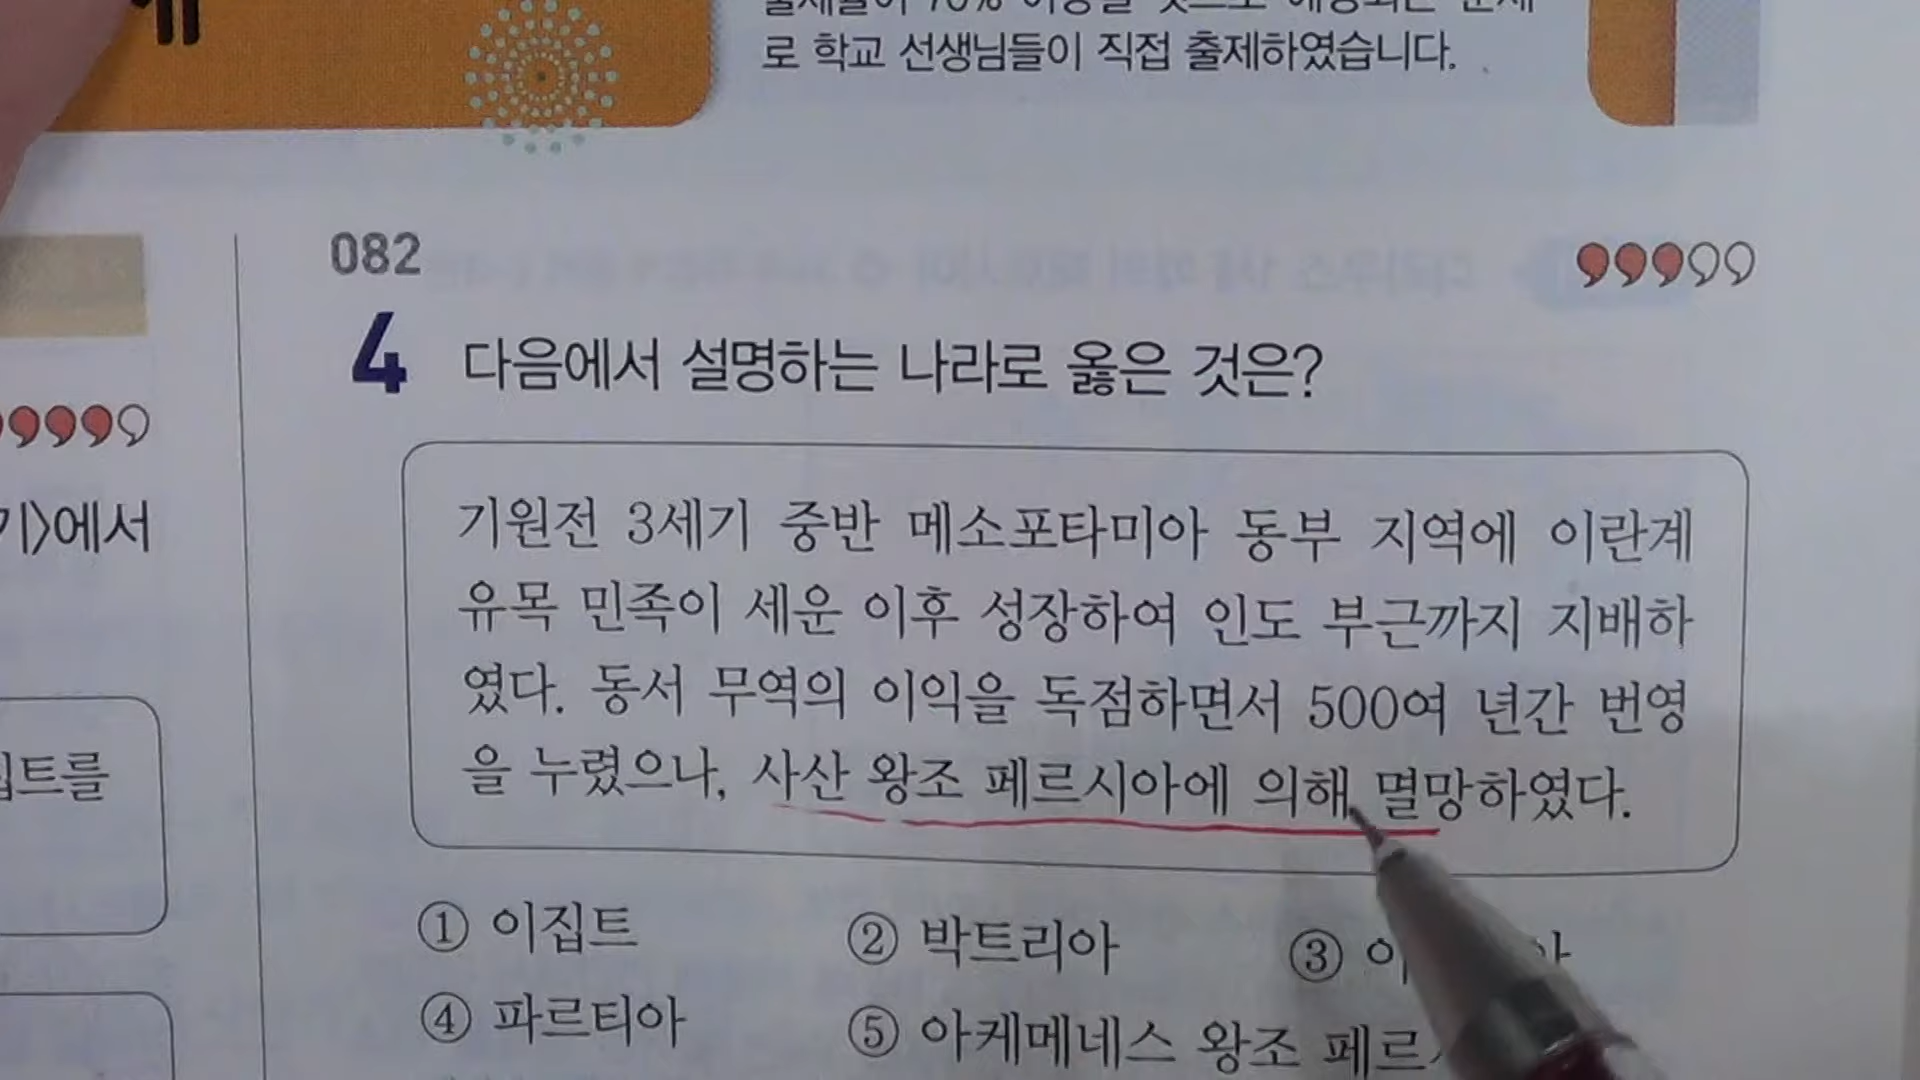 로 학교 선생님들이 직접 출제하였습니다.
082
4 다음에서 설명하는 나라로 옳은 것은?
기>에서
기원전 3세기 중반 메소포타미아 동부 지역에 이란계
유목 민족이 세운 이후 성장하여 인도 부근까지 지배하
였다. 동서 무역의 이익을 독점하면서 500여 년간 번영
을 누렸으나, 사산 왕조 페르시아에 의해 멸망하였다.
집트를
① 이집트 ② 박트리아 ③
④ 파르티아 ⑤ 아케메네스 왕조